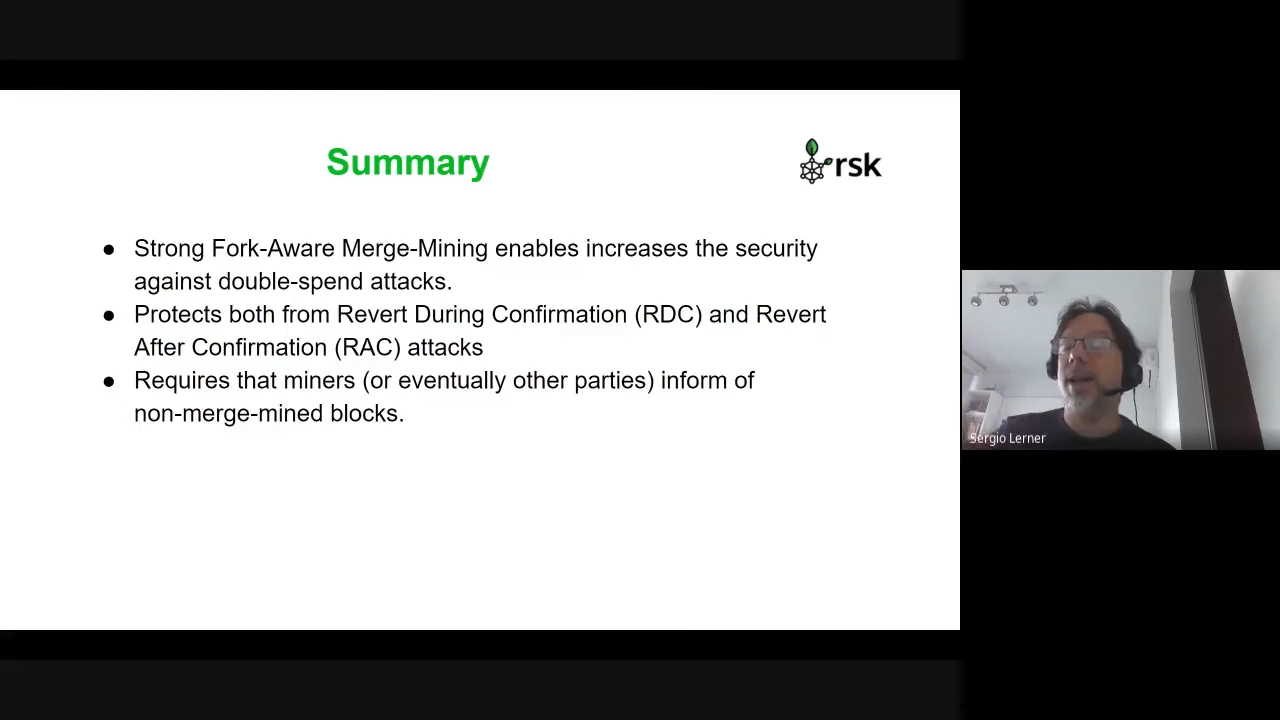 Summary
rsk
● Strong Fork-Aware Merge-Mining enables increases the security
against double-spend attacks.
● Protects both from Revert During Confirmation (RDC) and Revert
After Confirmation (RAC) attacks
● Requires that miners (or eventually other parties) inform of
non-merge-mined blocks.
Sergio Lerner